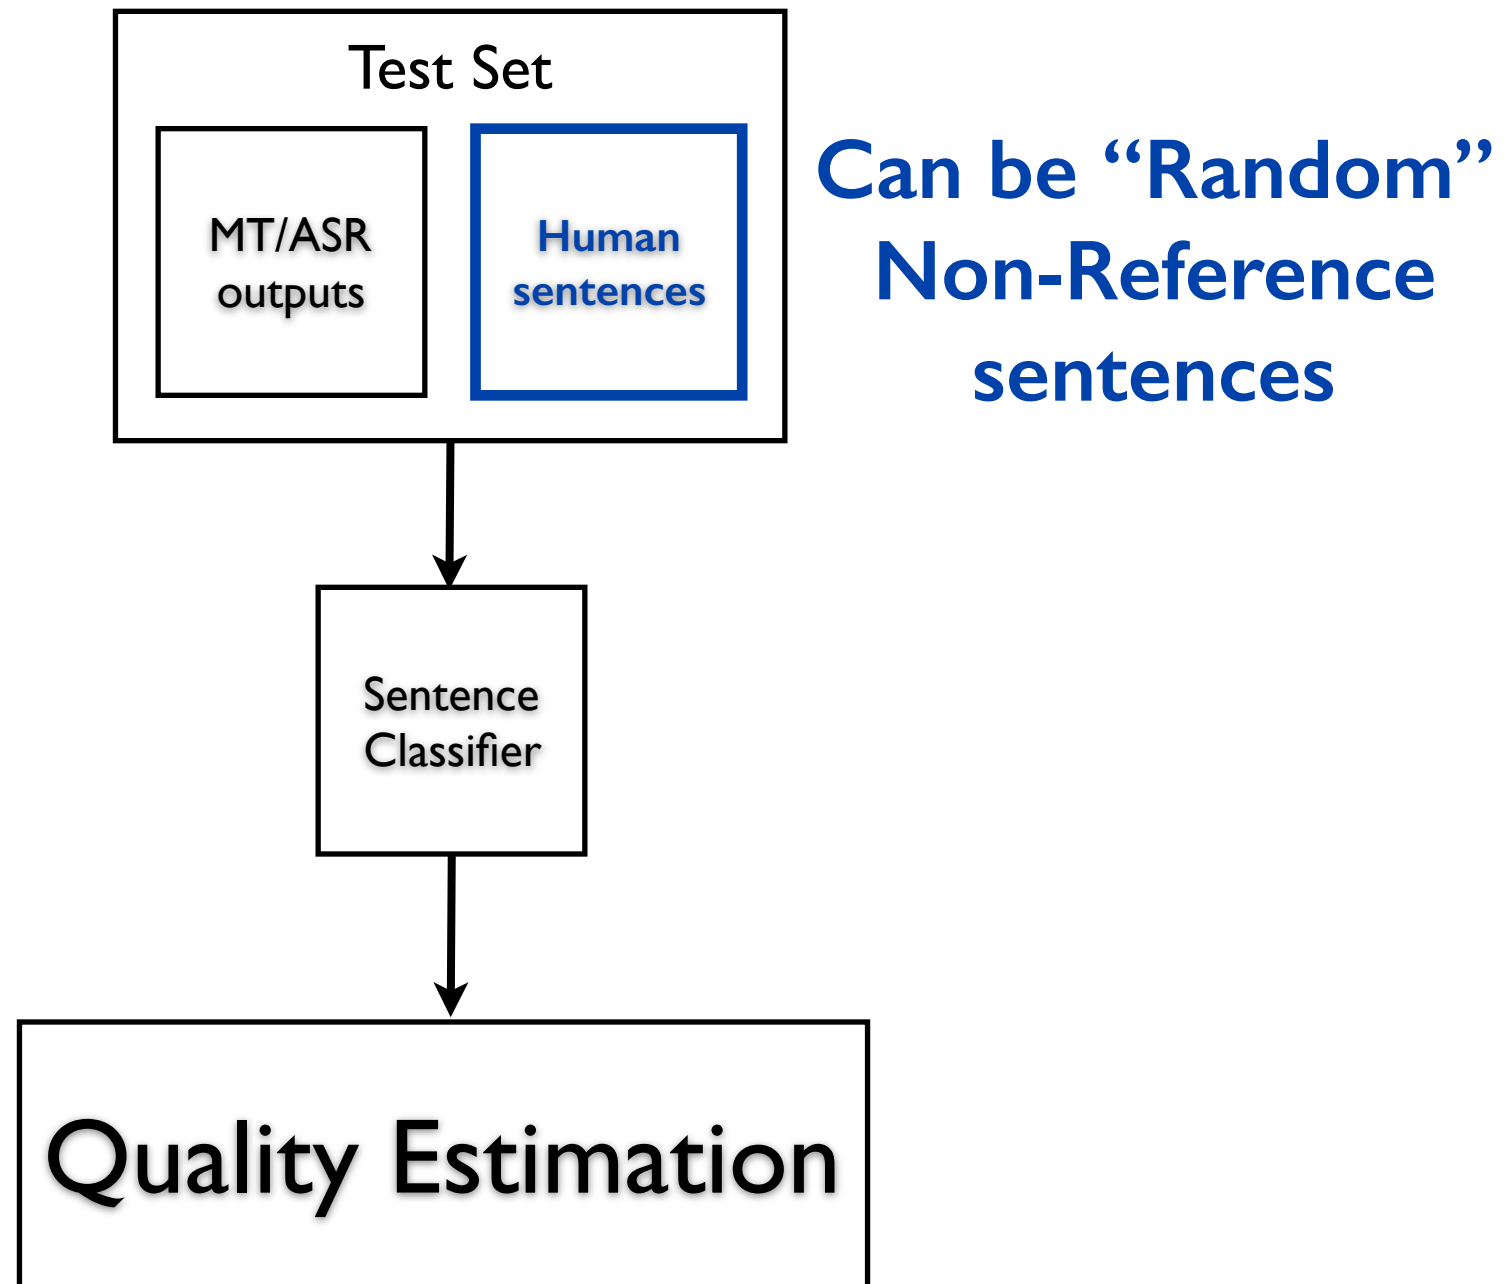 Test Set
MT/ASR
outputs
Human
sentences
Can be “Random”
Non-Reference
sentences
Sentence
Classifier
Quality Estimation